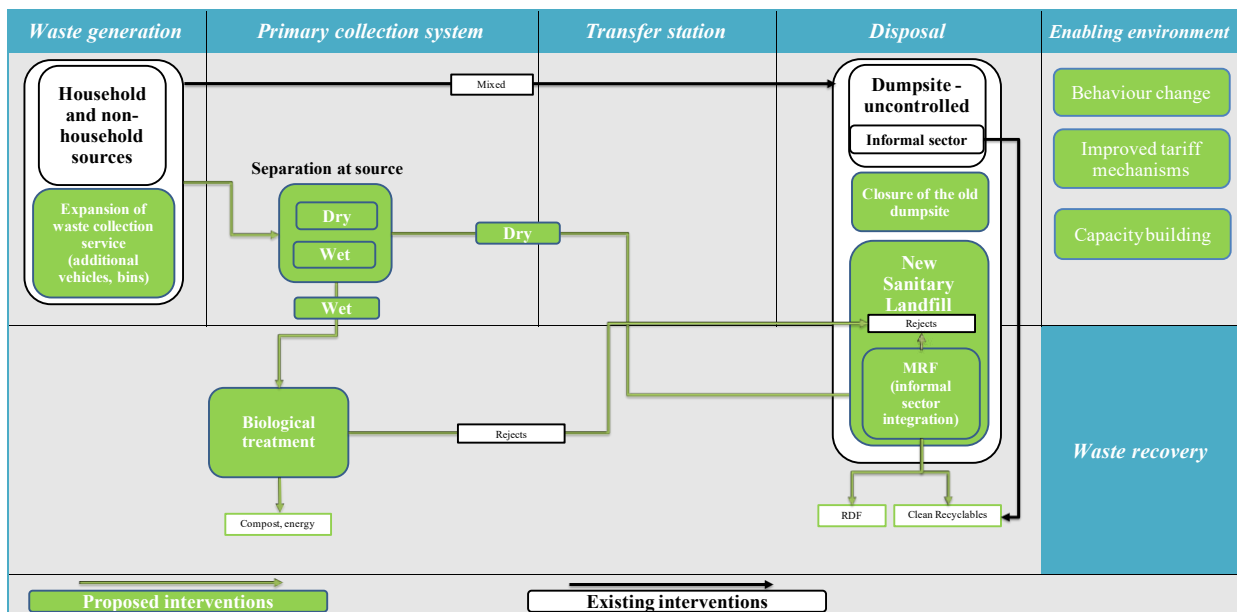 Waste generation
Primary collection system
Transfer station
Disposal
Enabling environment
Household
and non-
household
sources
Expansion of
waste collection
service
(additional
vehicles, bins)
Mixed
Separation at source
Dry
Wet
Dry
Wet
Dumpsite -
uncontrolled
Informal sector
Closure of the old
dumpsite
New
Sanitary
Landfill
Rejects
MRF
(informal
sector
integration)
Behaviour change
Improved tariff
mechanisms
Capacity building
Biological
treatment
Rejects
Waste recovery
Compost, energy
RDF
Clean Recyclables
Proposed interventions
Existing interventions